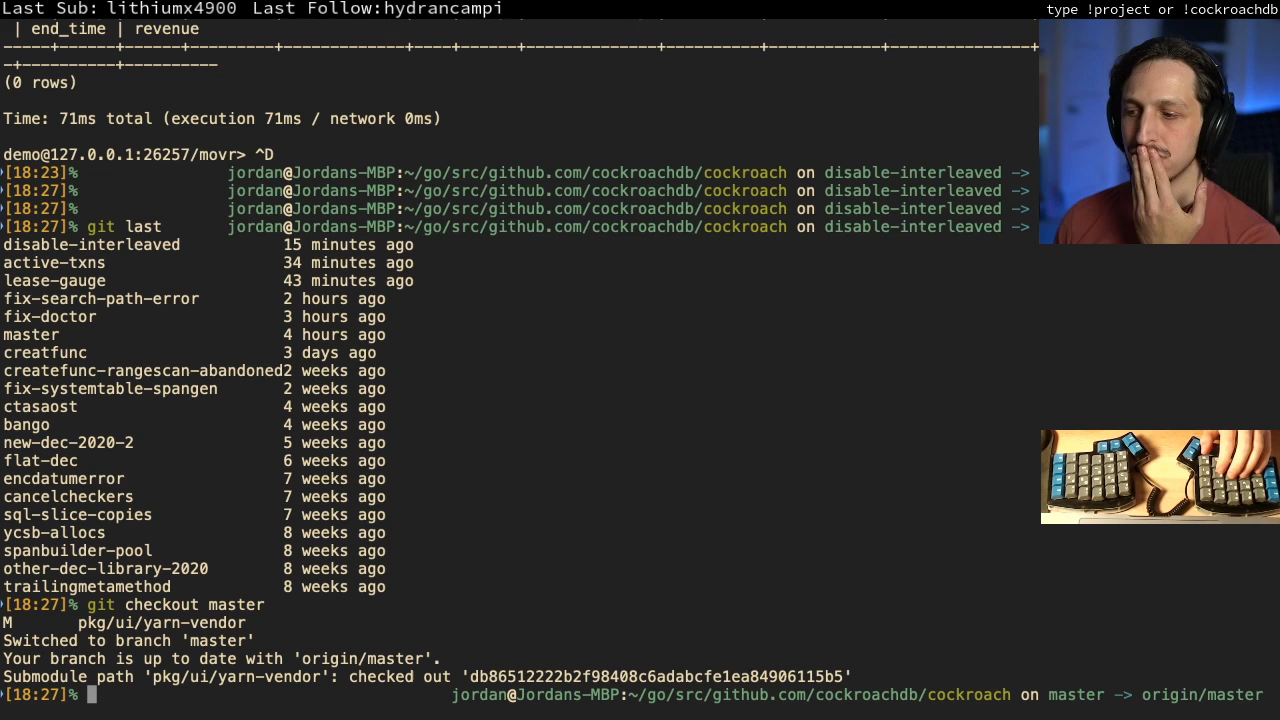 Last Sub: lithiumx4900 Last Follow:hydrancampi
type !project or !cockroachdb
| end_time | revenue
-----+------+------+---------+-------------+----+------+--------------+----------+------------+---------------+
-+----------+----------
(0 rows)
Time: 71ms total (execution 71ms / network 0ms)
demo@127.0.0.1:26257/movr> ^D
[18:23]% jordan@Jordans-MBP:~/go/src/github.com/cockroachdb/cockroach on disable-interleaved ->
[18:27]% jordan@Jordans-MBP:~/go/src/github.com/cockroachdb/cockroach on disable-interleaved ->
[18:27]% jordan@Jordans-MBP:~/go/src/github.com/cockroachdb/cockroach on disable-interleaved ->
[18:27]% git last jordan@Jordans-MBP:~/go/src/github.com/cockroachdb/cockroach on disable-interleaved ->
disable-interleaved 15 minutes ago
active-txns 34 minutes ago
lease-gauge 43 minutes ago
fix-search-path-error 2 hours ago
fix-doctor 3 hours ago
master 4 hours ago
creatfunc 3 days ago
createfunc-rangescan-abandoned2 weeks ago
fix-systemtable-spangen 2 weeks ago
ctasaost 4 weeks ago
bango 4 weeks ago
new-dec-2020-2 5 weeks ago
flat-dec 6 weeks ago
encdatumerror 7 weeks ago
cancelcheckers 7 weeks ago
sql-slice-copies 7 weeks ago
ycsb-allocs 8 weeks ago
spanbuilder-pool 8 weeks ago
other-dec-library-2020 8 weeks ago
trailingmetamethod 8 weeks ago
[18:27]% git checkout master
M pkg/ui/yarn-vendor
Switched to branch 'master'
Your branch is up to date with 'origin/master'.
Submodule path 'pkg/ui/yarn-vendor': checked out 'db86512222b2f98408c6adabcfe1ea84906115b5'
[18:27]% jordan@Jordans-MBP:~/go/src/github.com/cockroachdb/cockroach on master -> origin/master